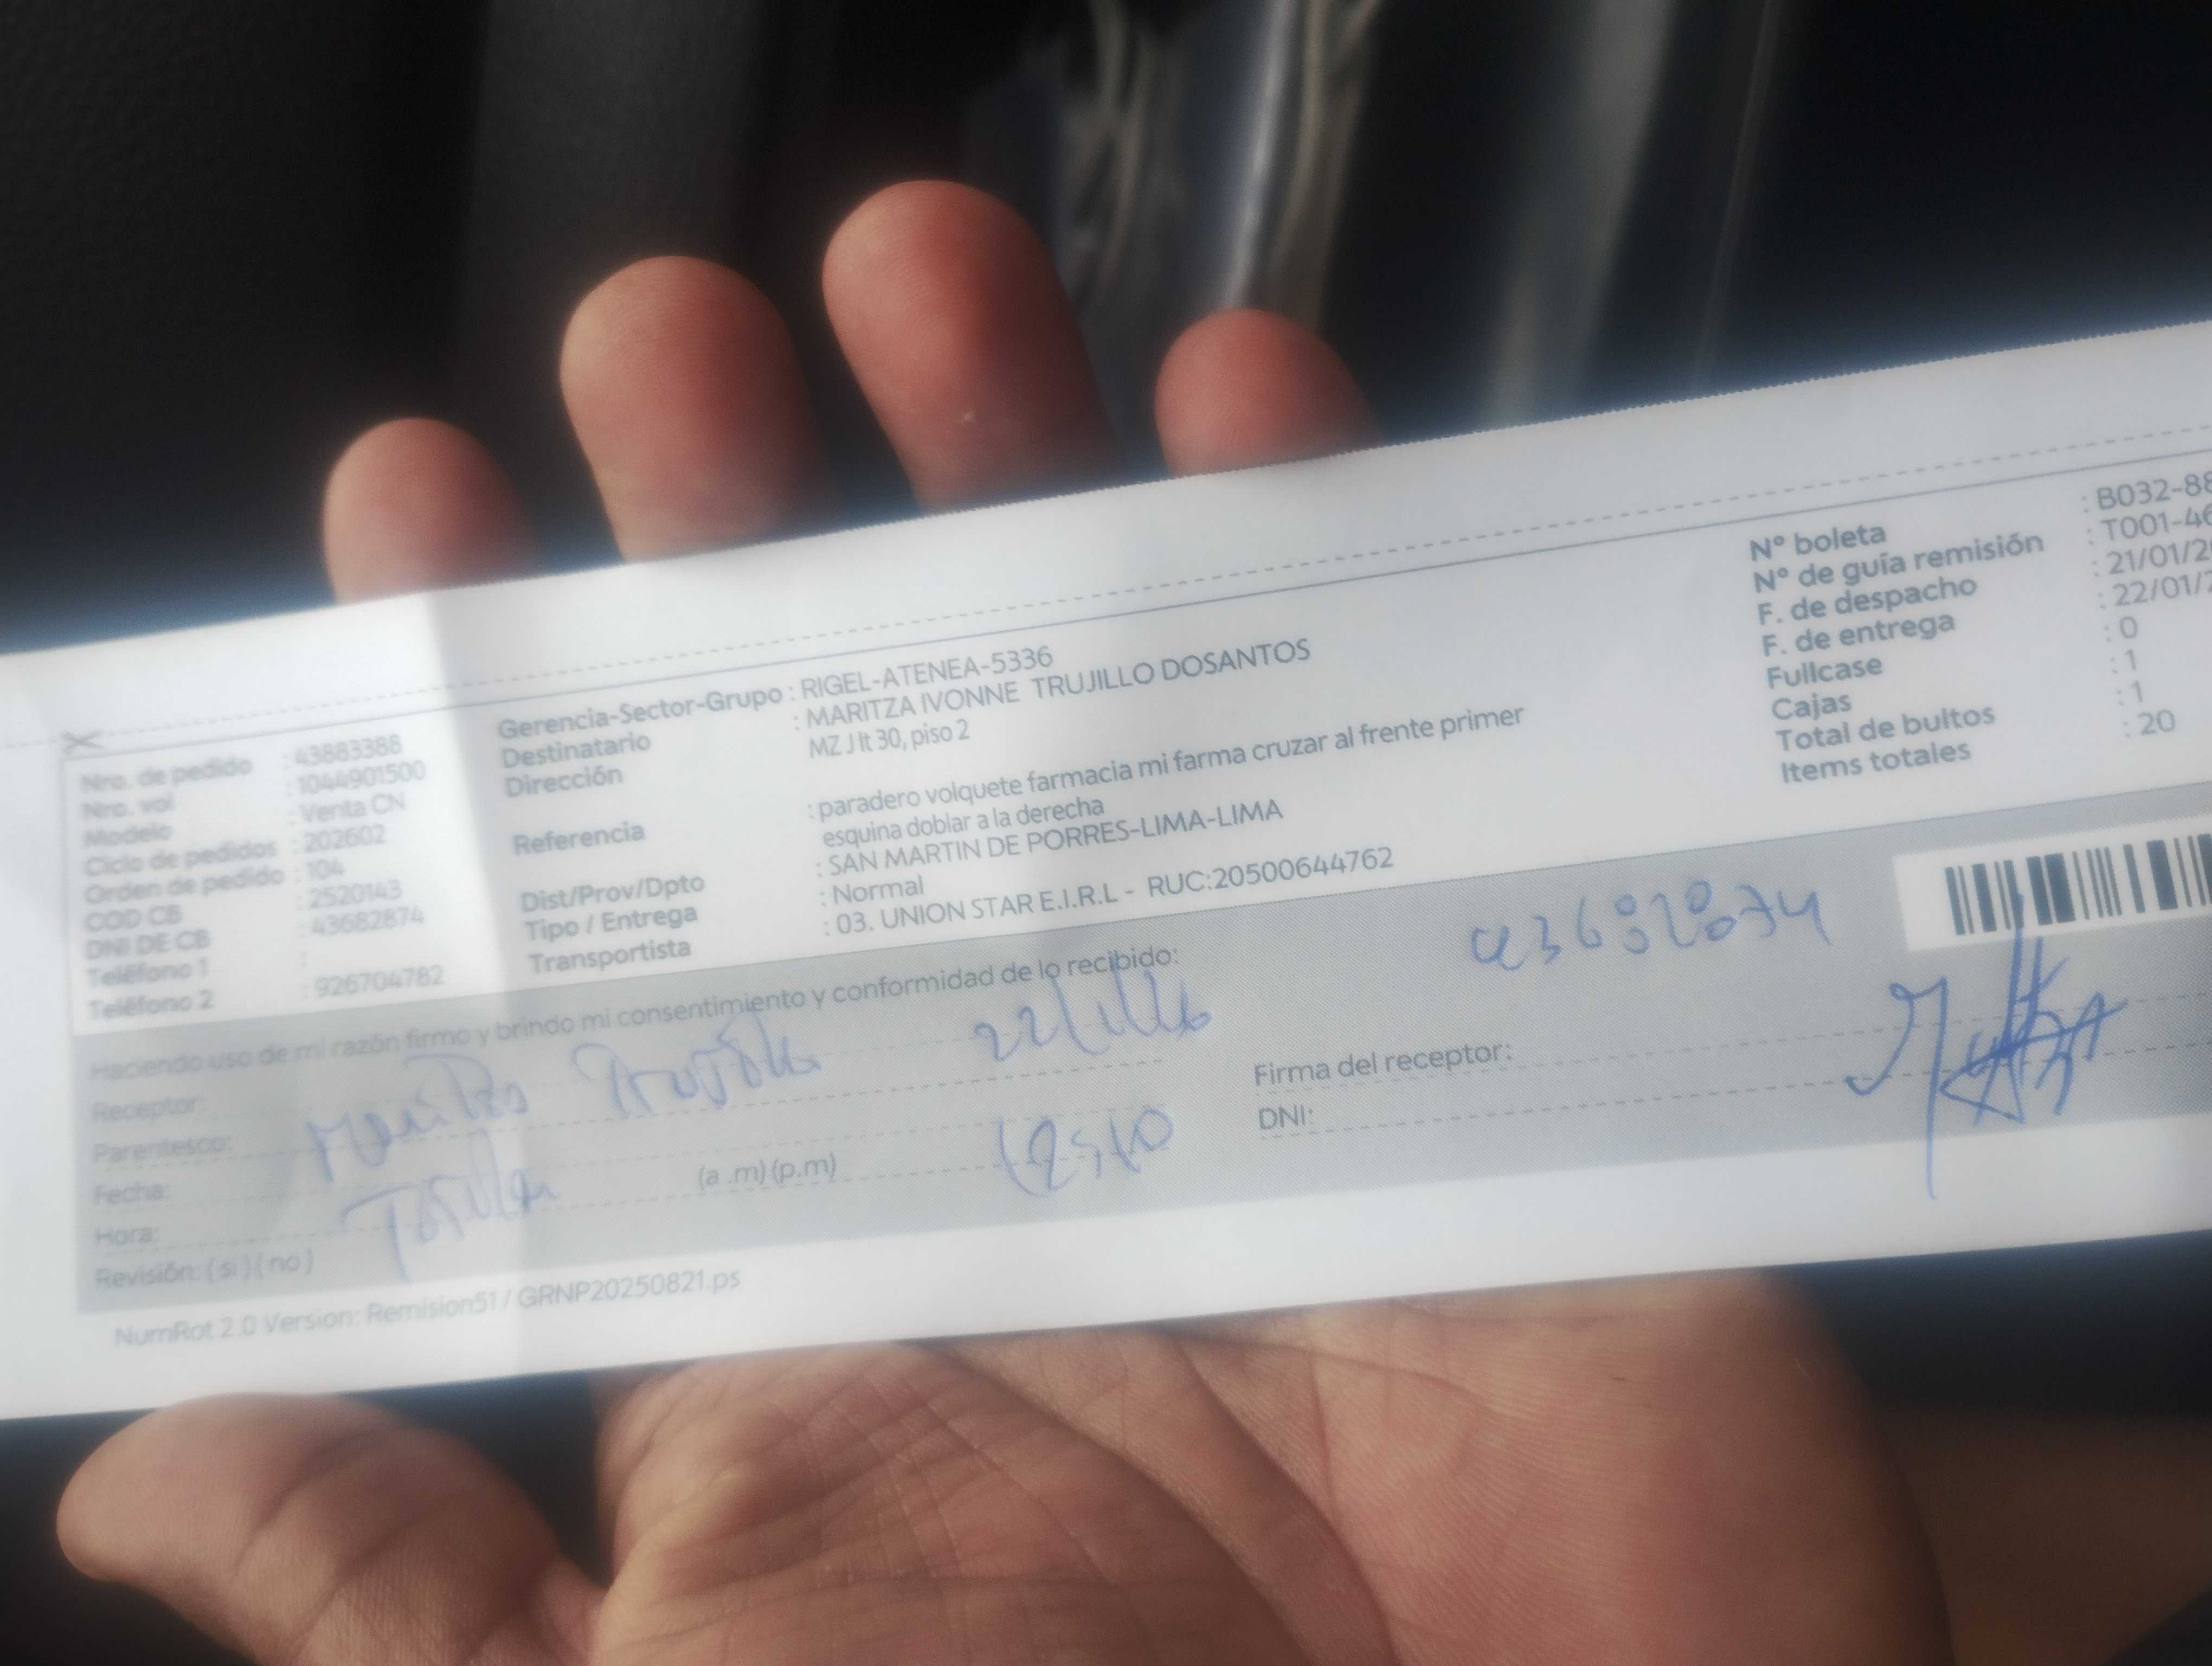 Nro. de pedido : 43883388
Nro. vol : 1044901500
Modelo : Venta CN
Ciclo de pedidos : 202602
Orden de pedido : 104
COD CB : 2520143
DNI DE CB : 43682874
Teléfono 1 :
Teléfono 2 : 926704782
Gerencia-Sector-Grupo : RIGEL-ATENEA-5336
Destinatario : MARITZA IVONNE TRUJILLO DOSANTOS
Dirección MZ J lt 30, piso 2
Referencia : paradero volquete farmacia mi farma cruzar al frente primer
esquina doblar a la derecha
Dist/Prov/Dpto : SAN MARTIN DE PORRES-LIMA-LIMA
Tipo / Entrega : Normal
Transportista : 03. UNION STAR E.I.R.L - RUC:20500644762
N° boleta : B032-88
N° de guía remisión : T001-46
F. de despacho : 21/01/2
F. de entrega : 22/01/2
Fullcase : 0
Cajas : 1
Total de bultos : 1
Items totales : 20
Haciendo uso de mi razón firmo y brindo mi consentimiento y conformidad de lo recibido:
43682874
Receptor:
Parentesco:
Fecha:
Hora: (a .m) (p.m)
Revisión: ( si ) ( no )
Firma del receptor:
DNI:
NumRot 2.0 Version: Remision51 / GRNP20250821.ps